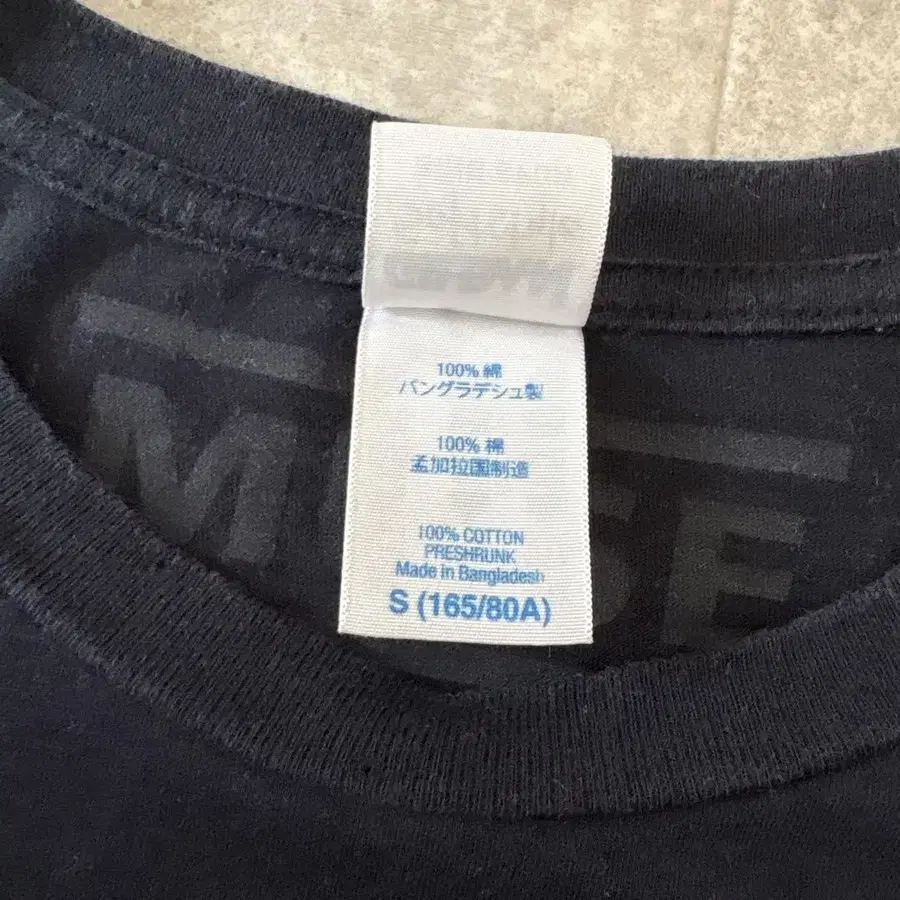 100% 綿
バングラデシュ製
100% 棉
孟加拉国制造
100% COTTON
PRESHRUNK
Made in Bangladesh
S (165/80A)